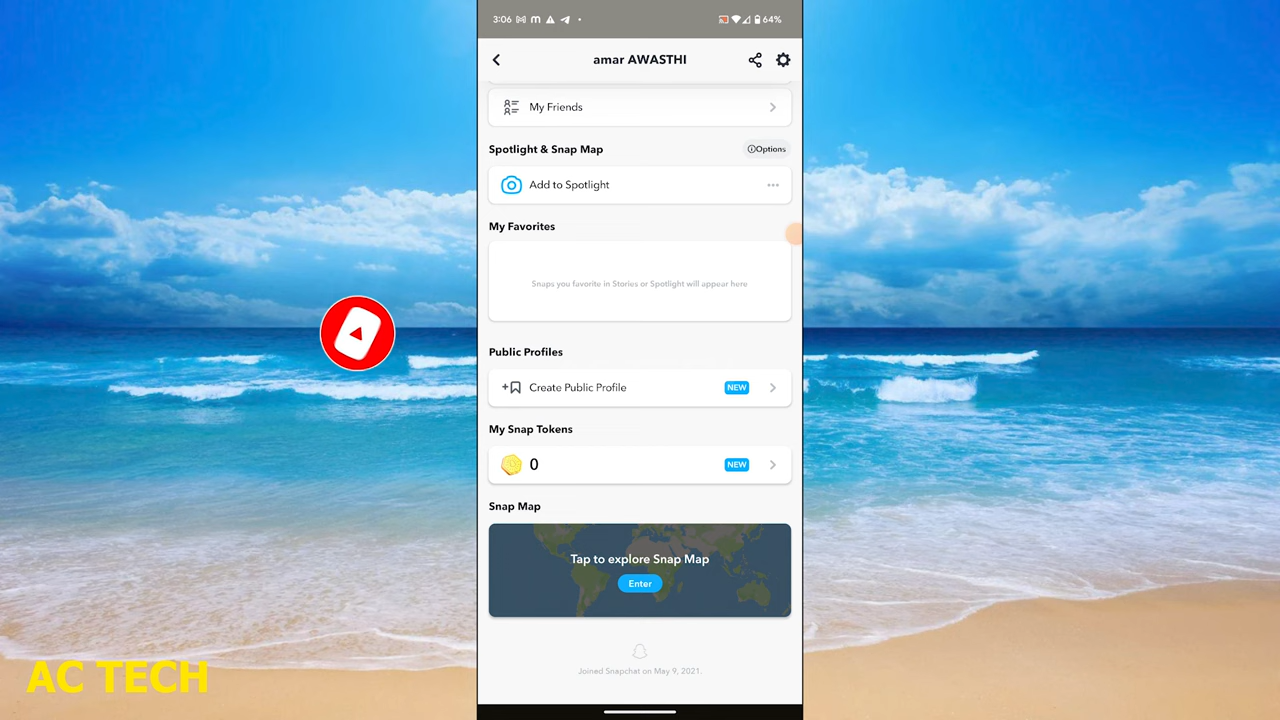 3:06
64%
amar AWASTHI
My Friends
Spotlight & Snap Map
Options
Add to Spotlight
My Favorites
Snaps you favorite in Stories or Spotlight will appear here
Public Profiles
Create Public Profile
NEW
My Snap Tokens
0
NEW
Snap Map
Tap to explore Snap Map
Enter
Joined Snapchat on May 9, 2021.
AC TECH